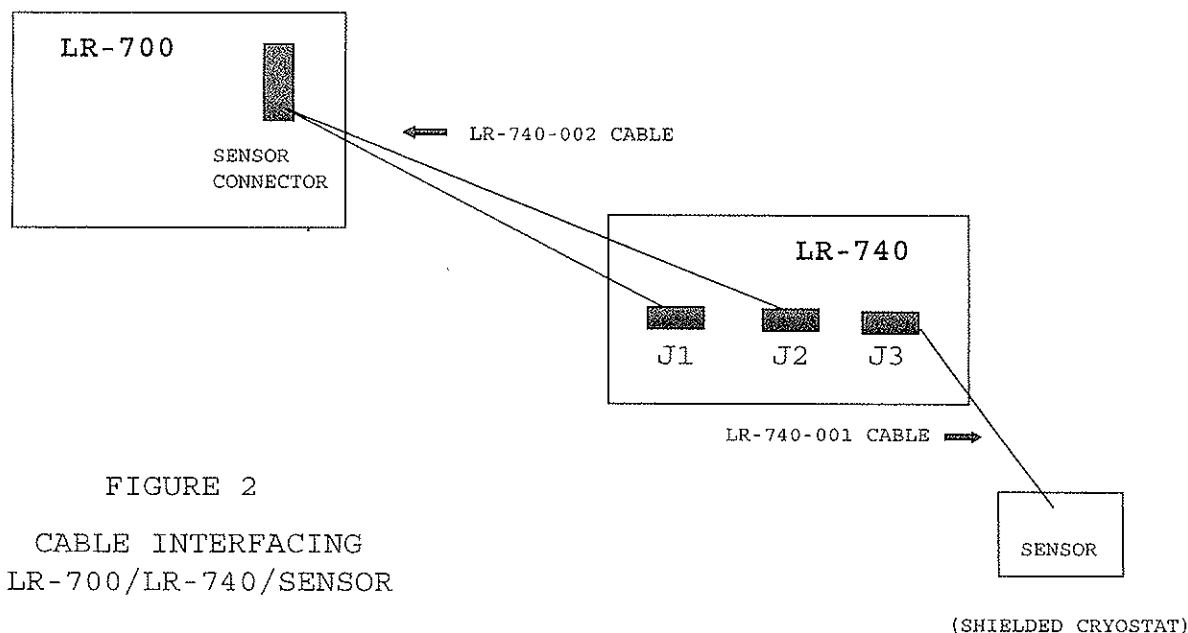 LR-700
SENSOR
CONNECTOR
LR-740-002 CABLE
LR-740
J1
J2
J3
LR-740-001 CABLE
SENSOR
(SHIELDED CRYOSTAT)
FIGURE 2
CABLE INTERFACING
LR-700/LR-740/SENSOR